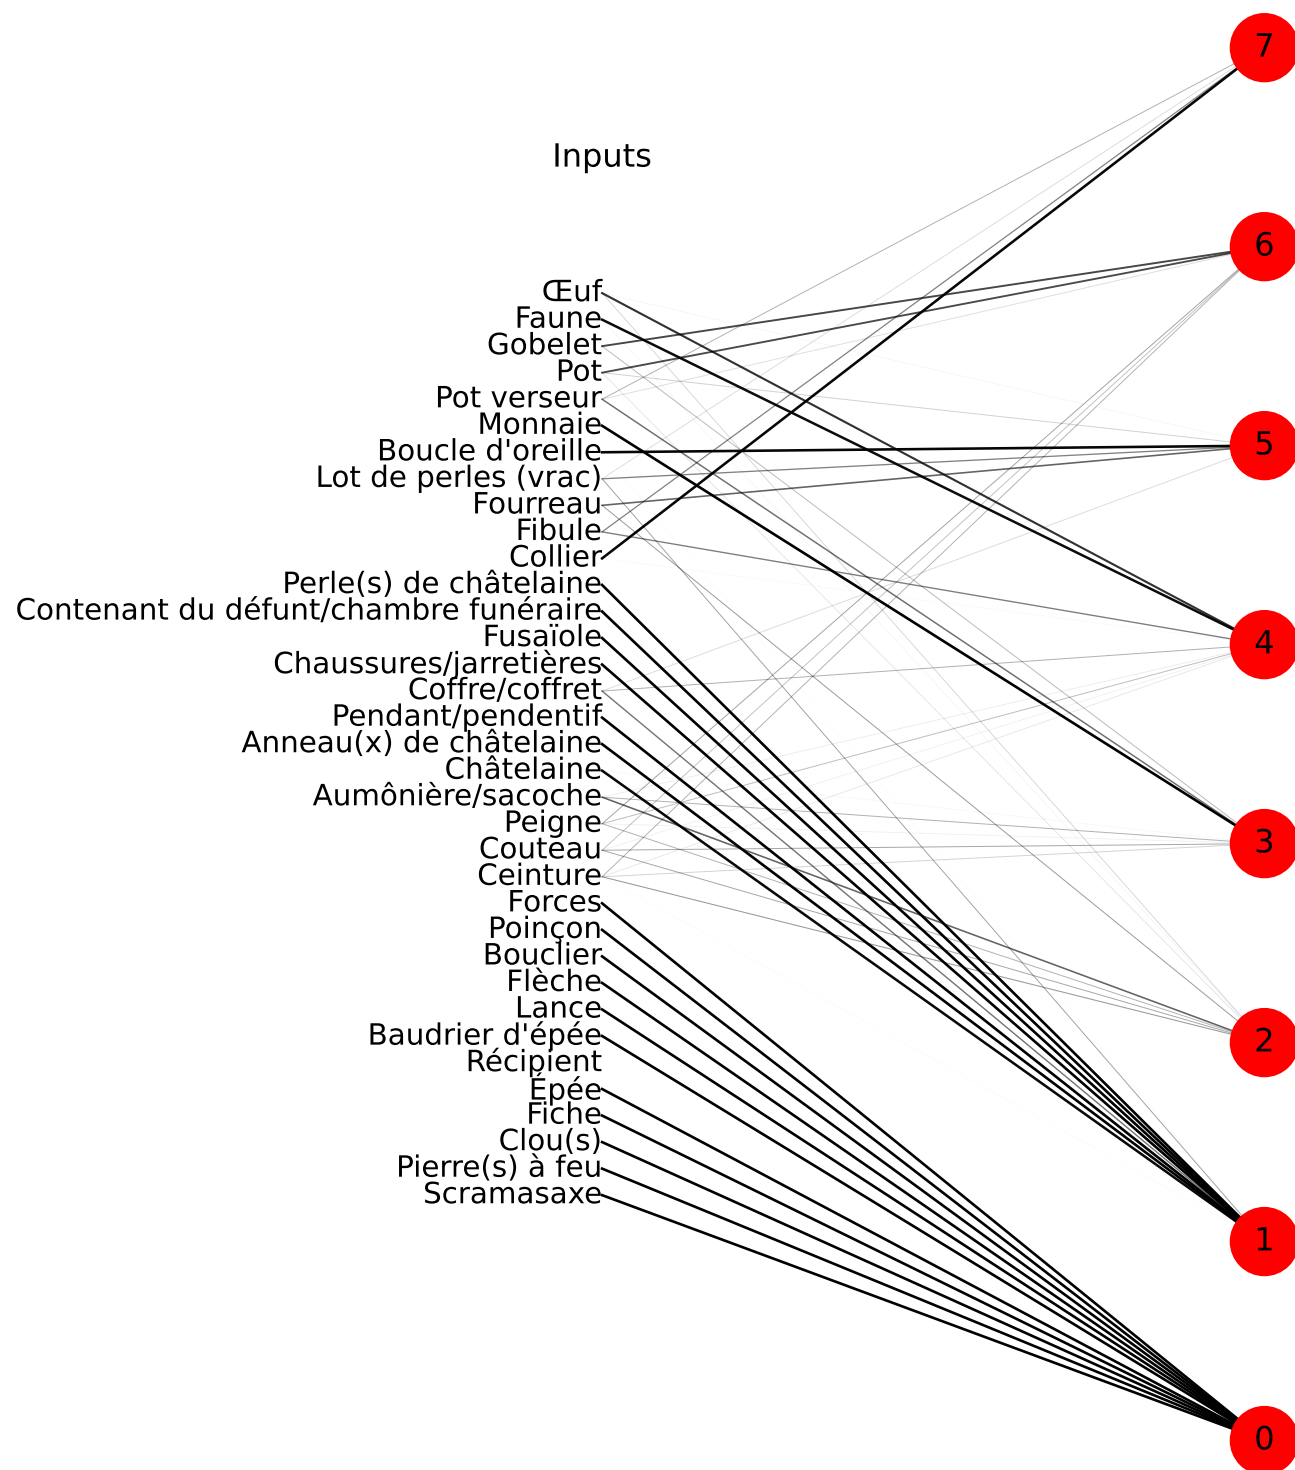 7
Inputs
6
Œuf
Faune
Gobelet
Pot
Pot verseur
Monnaie
5
Boucle d'oreille
Lot de perles (vrac)
Fourreau
Fibule
Collier
Perle(s) de châtelaine
Contenant du défunt/chambre funéraire
Fusaïole
4
Chaussures/jarretières
Coffre/coffret
Pendant/pendentif
Anneau(x) de châtelaine
Châtelaine
Aumônière/sacoche
Peigne
3
Couteau
Ceinture
Forces
Poinçon
Bouclier
Flèche
Lance
2
Baudrier d'épée
Récipient
Épée
Fiche
Clou(s)
Pierre(s) à feu
Scramasaxe
1
0